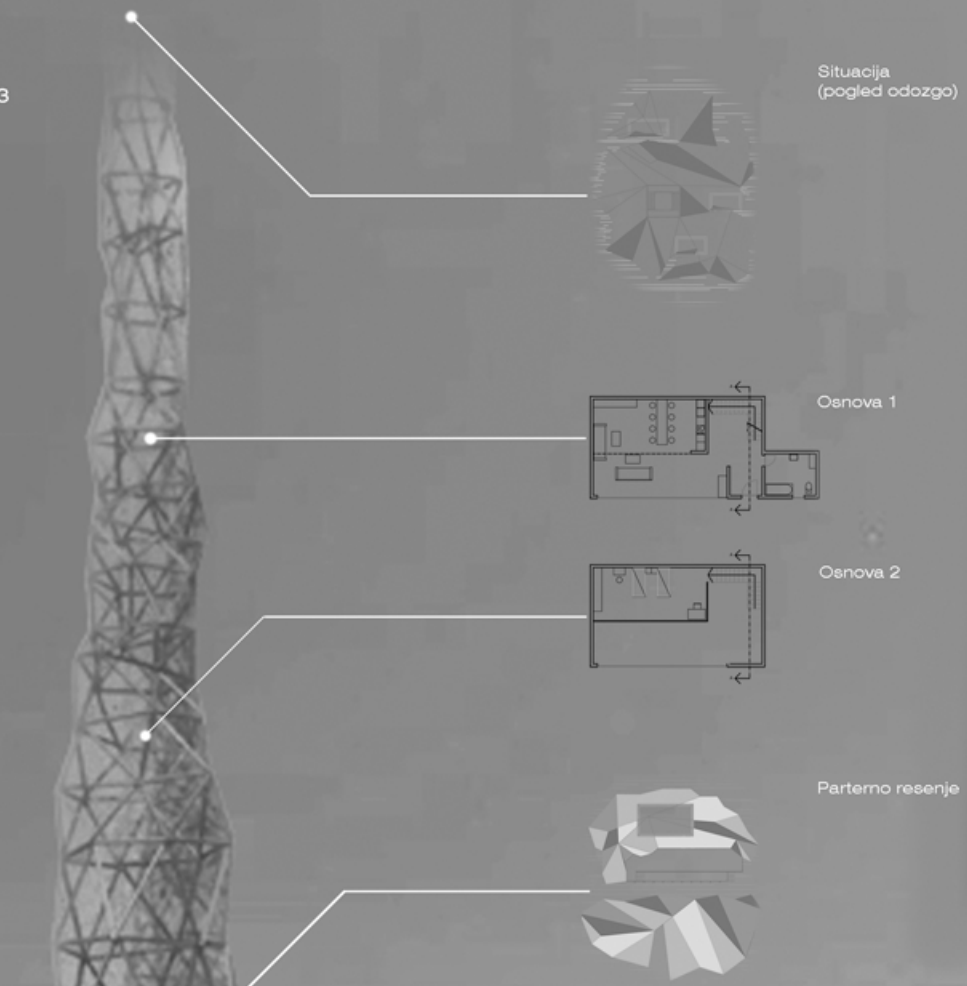 3
Situacija
(pogled odozgo)
Osnova 1
Osnova 2
Parterno resenje